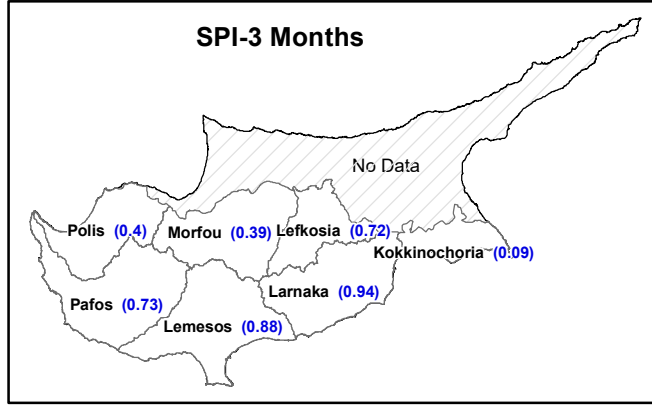 SPI-3 Months
No Data
Polis (0.4)
Morfou (0.39)
Lefkosia (0.72)
Kokkinochoria (0.09)
Pafos (0.73)
Larnaka (0.94)
Lemesos (0.88)